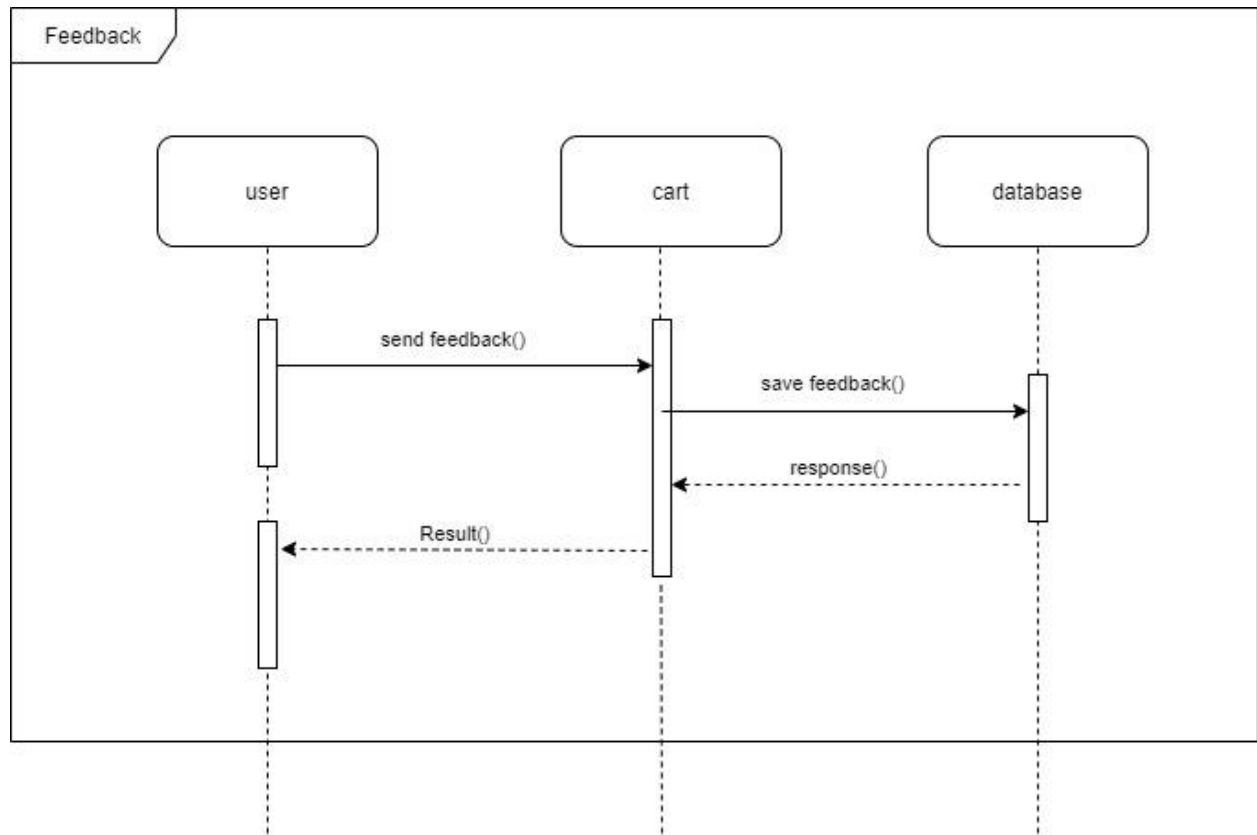 Feedback
user
cart
database
send feedback()
save feedback()
response()
Result()